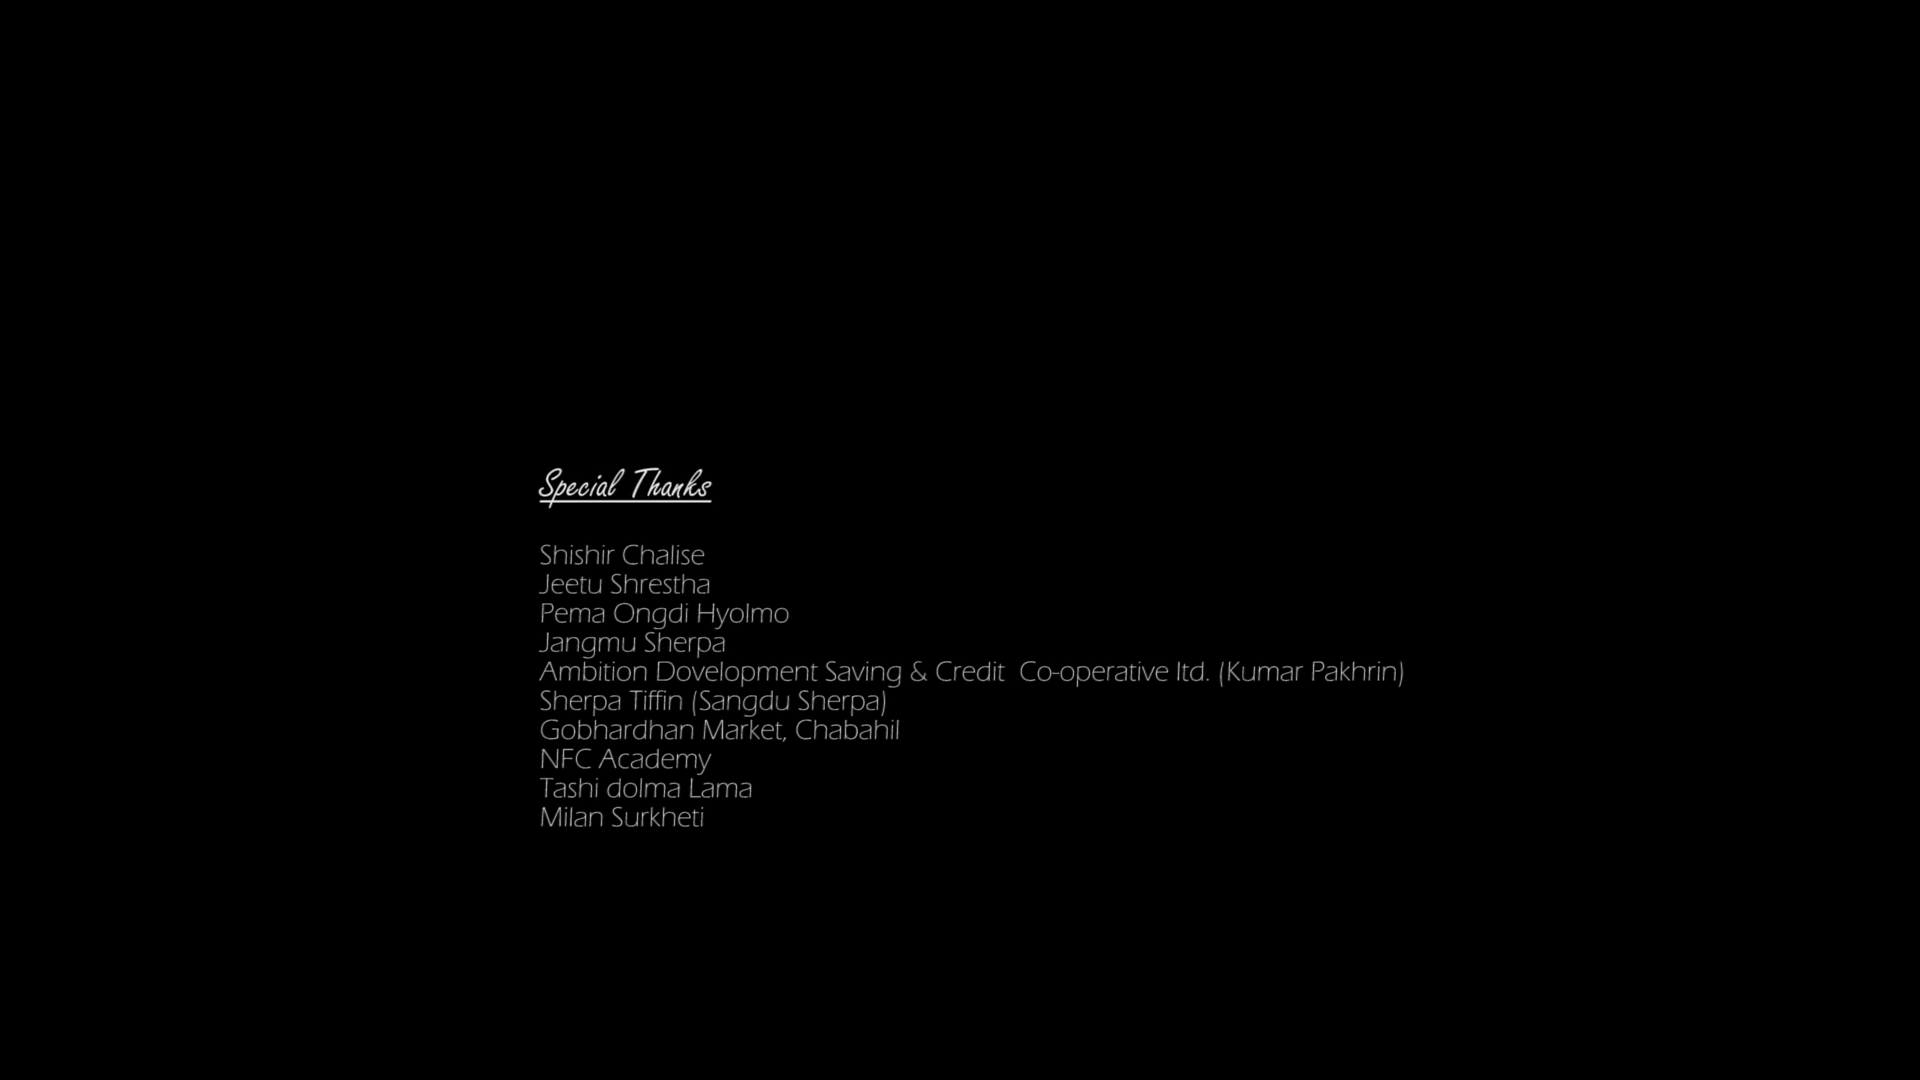 Special Thanks
Shishir Chalise
Jeetu Shrestha
Pema Ongdi Hyolmo
Jangmu Sherpa
Ambition Dovelopment Saving & Credit  Co-operative ltd. (Kumar Pakhrin)
Sherpa Tiffin (Sangdu Sherpa)
Gobhardhan Market, Chabahil
NFC Academy
Tashi dolma Lama
Milan Surkheti